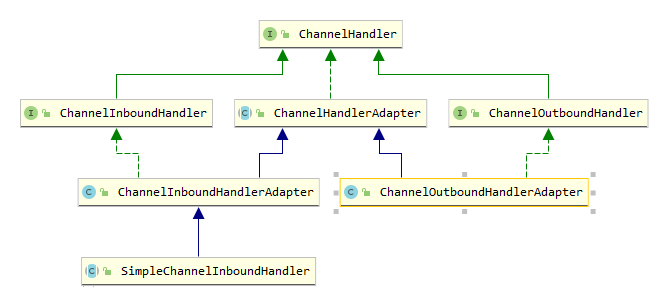 I ChannelHandler
I ChannelInboundHandler
C ChannelHandlerAdapter
I ChannelOutboundHandler
C ChannelInboundHandlerAdapter
C ChannelOutboundHandlerAdapter
C SimpleChannelInboundHandler